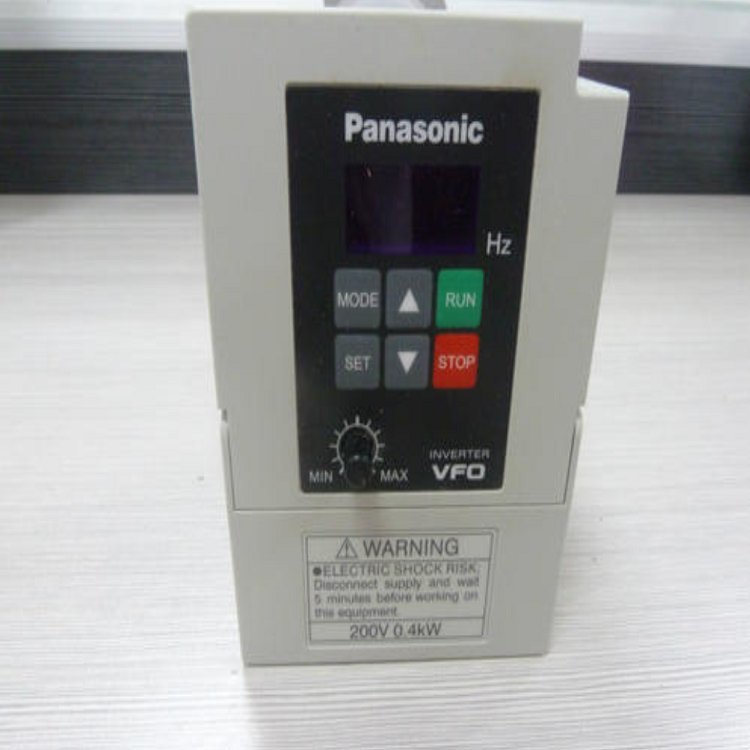 Panasonic
Hz
MODE ▲ RUN
SET ▼ STOP
MIN MAX
INVERTER
VFO
⚠ WARNING
●ELECTRIC SHOCK RISK.
Disconnect supply and wait
5 minutes before working on
this equipment.
200V 0.4kW